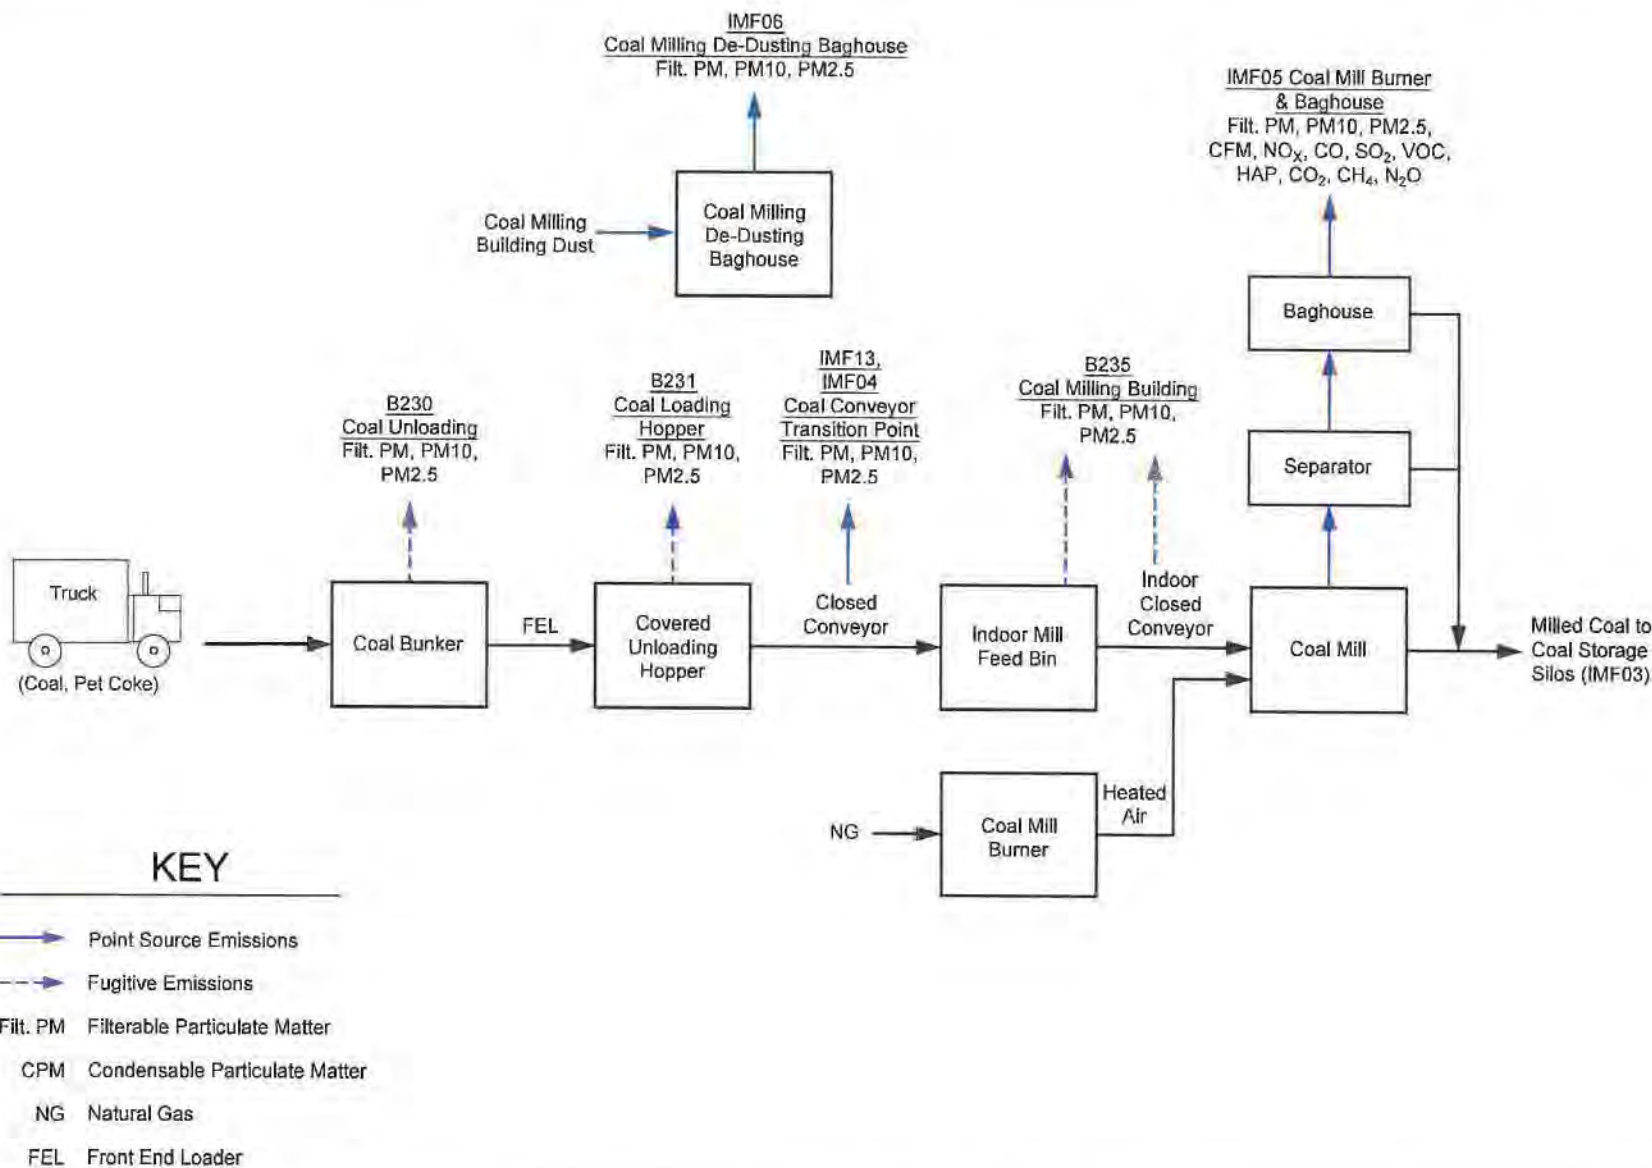 IMF06
Coal Milling De-Dusting Baghouse
Filt. PM, PM10, PM2.5
IMF05 Coal Mill Burner
& Baghouse
Filt. PM, PM10, PM2.5,
CFM, NOX, CO, SO2, VOC,
HAP, CO2, CH4, N2O
Coal Milling
Building Dust
Coal Milling
De-Dusting
Baghouse
Baghouse
Separator
B230
Coal Unloading
Filt. PM, PM10,
PM2.5
B231
Coal Loading
Hopper
Filt. PM, PM10,
PM2.5
IMF13,
IMF04
Coal Conveyor
Transition Point
Filt. PM, PM10,
PM2.5
B235
Coal Milling Building
Filt. PM, PM10,
PM2.5
Truck
(Coal, Pet Coke)
Coal Bunker
FEL
Covered
Unloading
Hopper
Closed
Conveyor
Indoor Mill
Feed Bin
Indoor
Closed
Conveyor
Coal Mill
Milled Coal to
Coal Storage
Silos (IMF03)
NG
Coal Mill
Burner
Heated
Air
KEY
Point Source Emissions
Fugitive Emissions
Filt. PM Filterable Particulate Matter
CPM Condensable Particulate Matter
NG Natural Gas
FEL Front End Loader